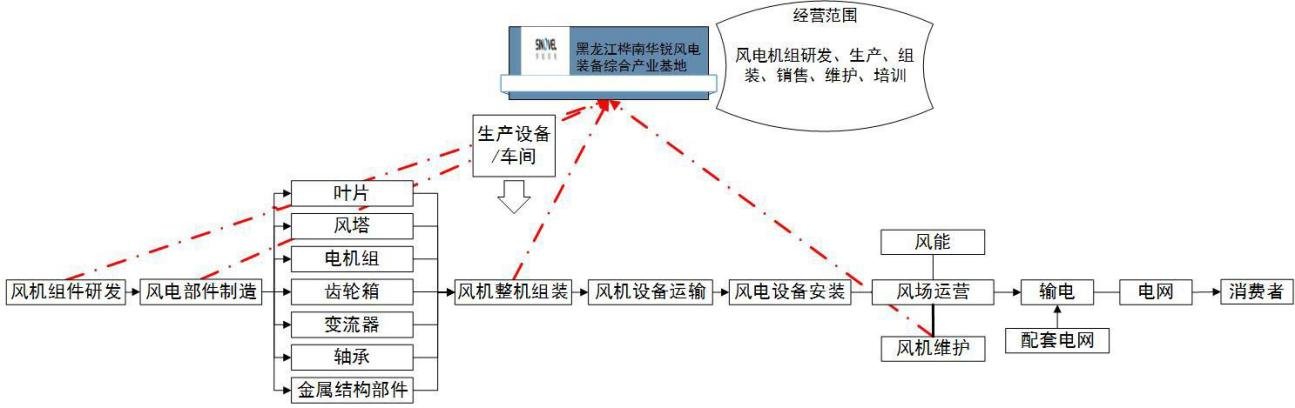 经营范围
风电机组研发、生产、组
装、销售、维护、培训
SINOVEL
黑龙江桦南华锐风电
装备综合产业基地
生产设备
/车间
叶片
风塔
电机组
齿轮箱
变流器
轴承
金属结构部件
风机组件研发
风电部件制造
风机整机组装
风机设备运输
风电设备安装
风能
风场运营
风机维护
输电
配套电网
电网
消费者